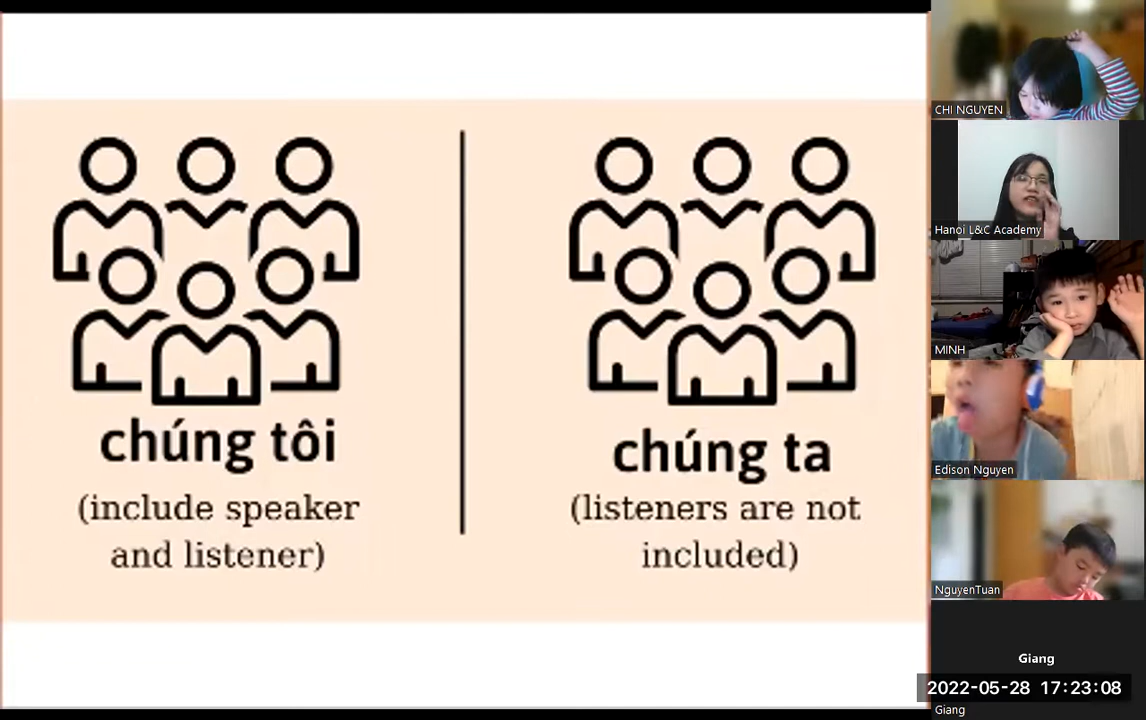 chúng tôi
(include speaker
and listener)
chúng ta
(listeners are not
included)
CHI NGUYEN
Hanoi L&C Academy
MINH
Edison Nguyen
NguyenTuan
Giang
2022-05-28 17:23:08
Giang